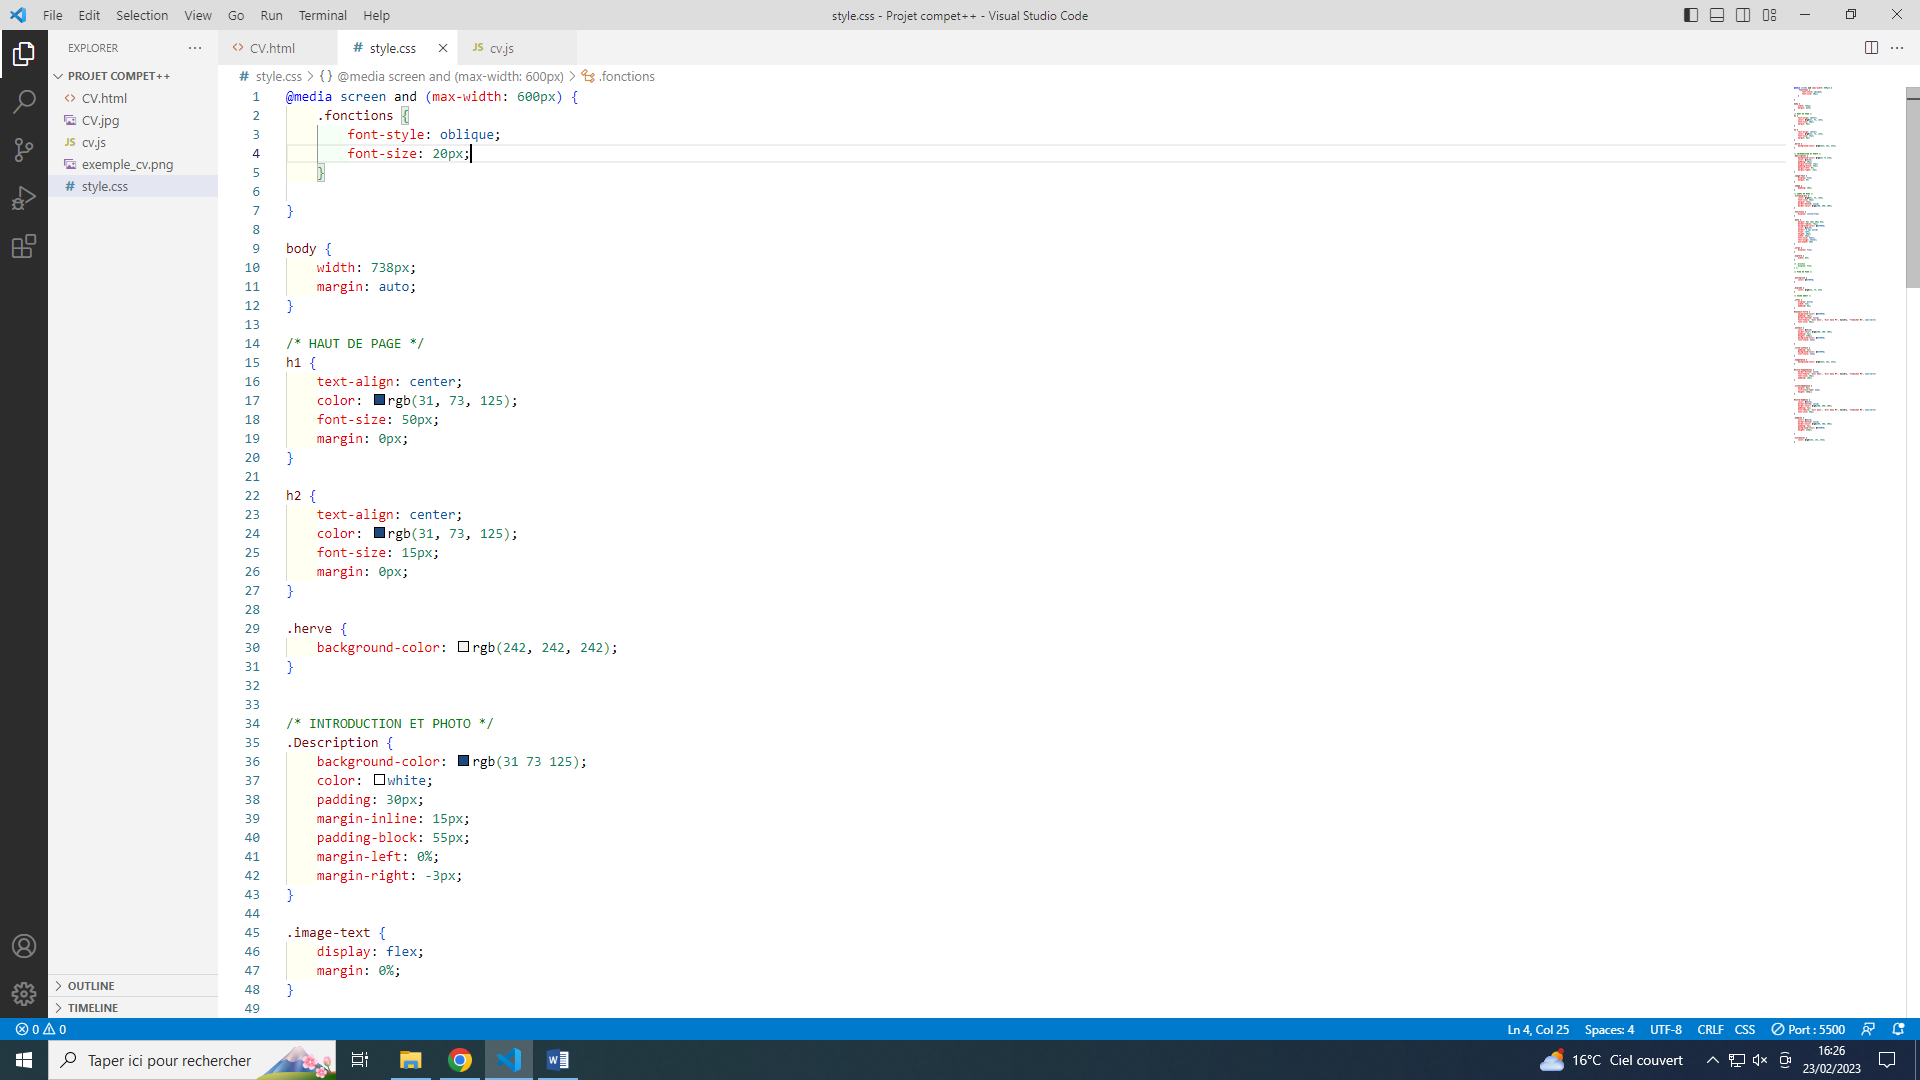 File Edit Selection View Go Run Terminal Help
style.css - Projet compet++ - Visual Studio Code
EXPLORER
PROJET COMPET++
CV.html
CV.jpg
JS cv.js
exemple_cv.png
# style.css
OUTLINE
TIMELINE
CV.html # style.css JS cv.js
# style.css > {} @media screen and (max-width: 600px) > .fonctions
1 @media screen and (max-width: 600px) {
2 .fonctions {
3 font-style: oblique;
4 font-size: 20px;
5 }
6
7 }
8
9 body {
10 width: 738px;
11 margin: auto;
12 }
13
14 /* HAUT DE PAGE */
15 h1 {
16 text-align: center;
17 color: rgb(31, 73, 125);
18 font-size: 50px;
19 margin: 0px;
20 }
21
22 h2 {
23 text-align: center;
24 color: rgb(31, 73, 125);
25 font-size: 15px;
26 margin: 0px;
27 }
28
29 .herve {
30 background-color: rgb(242, 242, 242);
31 }
32
33
34 /* INTRODUCTION ET PHOTO */
35 .Description {
36 background-color: rgb(31 73 125);
37 color: white;
38 padding: 30px;
39 margin-inline: 15px;
40 padding-block: 55px;
41 margin-left: 0%;
42 margin-right: -3px;
43 }
44
45 .image-text {
46 display: flex;
47 margin: 0%;
48 }
49
0 0
Ln 4, Col 25 Spaces: 4 UTF-8 CRLF CSS Port : 5500
Taper ici pour rechercher
16°C Ciel couvert
16:26
23/02/2023